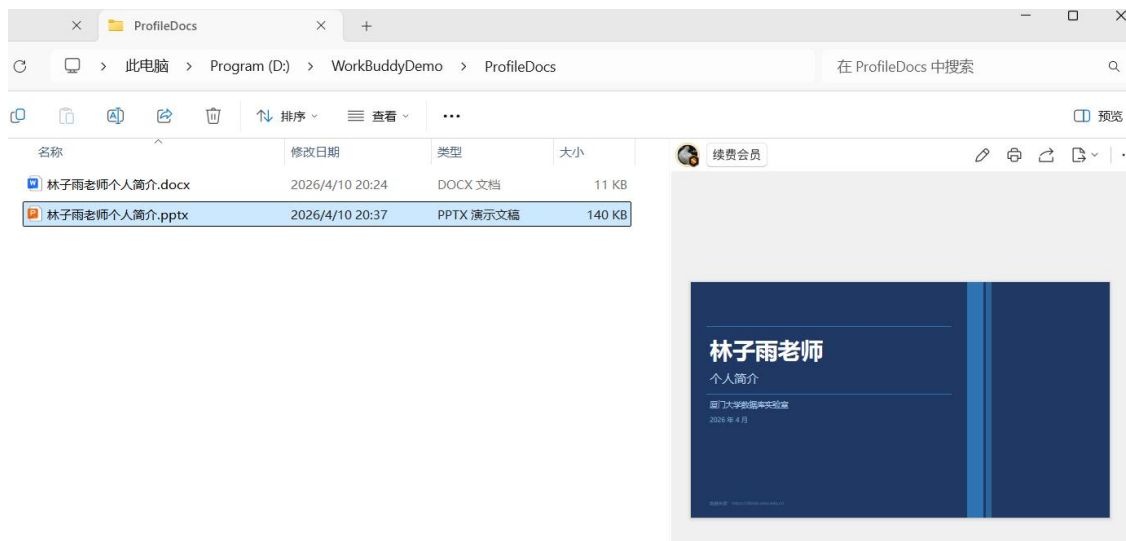 ProfileDocs
此电脑 > Program (D:) > WorkBuddyDemo > ProfileDocs
在 ProfileDocs 中搜索
排序
查看
预览
名称 修改日期 类型 大小
林子雨老师个人简介.docx 2026/4/10 20:24 DOCX 文档 11 KB
林子雨老师个人简介.pptx 2026/4/10 20:37 PPTX 演示文稿 140 KB
续费会员
林子雨老师
个人简介
厦门大学数据库实验室
2026 年 4 月